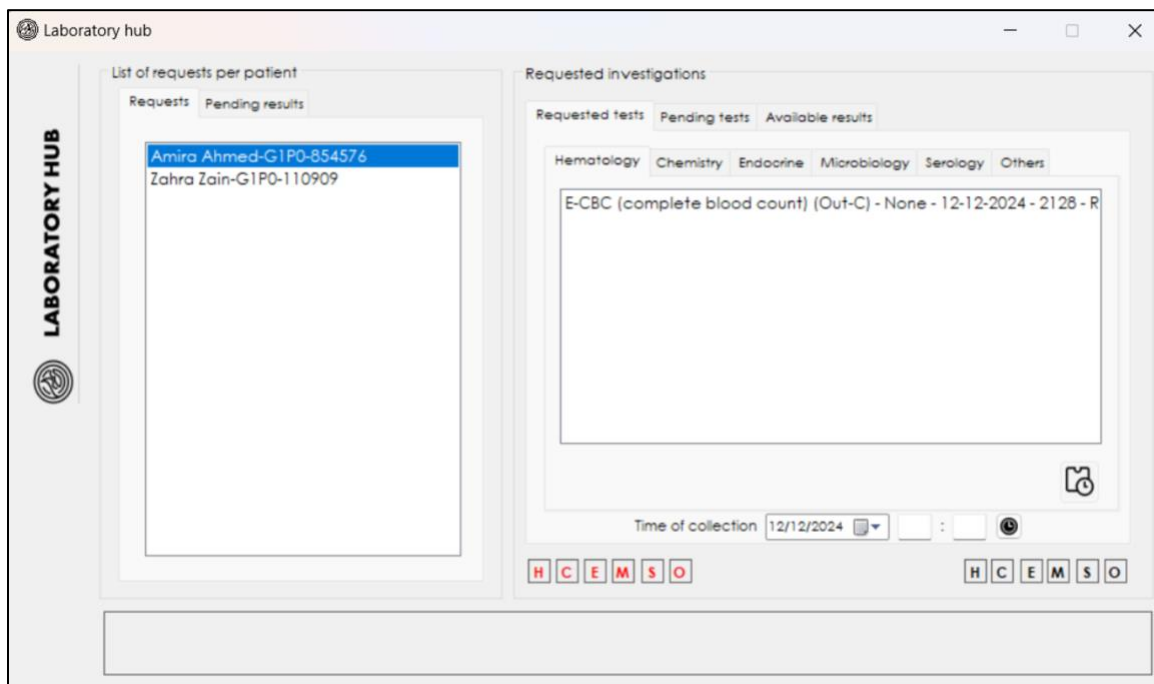 Laboratory hub
LABORATORY HUB
List of requests per patient
Requests Pending results
Amira Ahmed-G1P0-854576
Zahra Zain-G1P0-110909
Requested investigations
Requested tests Pending tests Available results
Hematology Chemistry Endocrine Microbiology Serology Others
E-CBC (complete blood count) (Out-C) - None - 12-12-2024 - 2128 - R
Time of collection 12/12/2024 :
H C E M S O H C E M S O